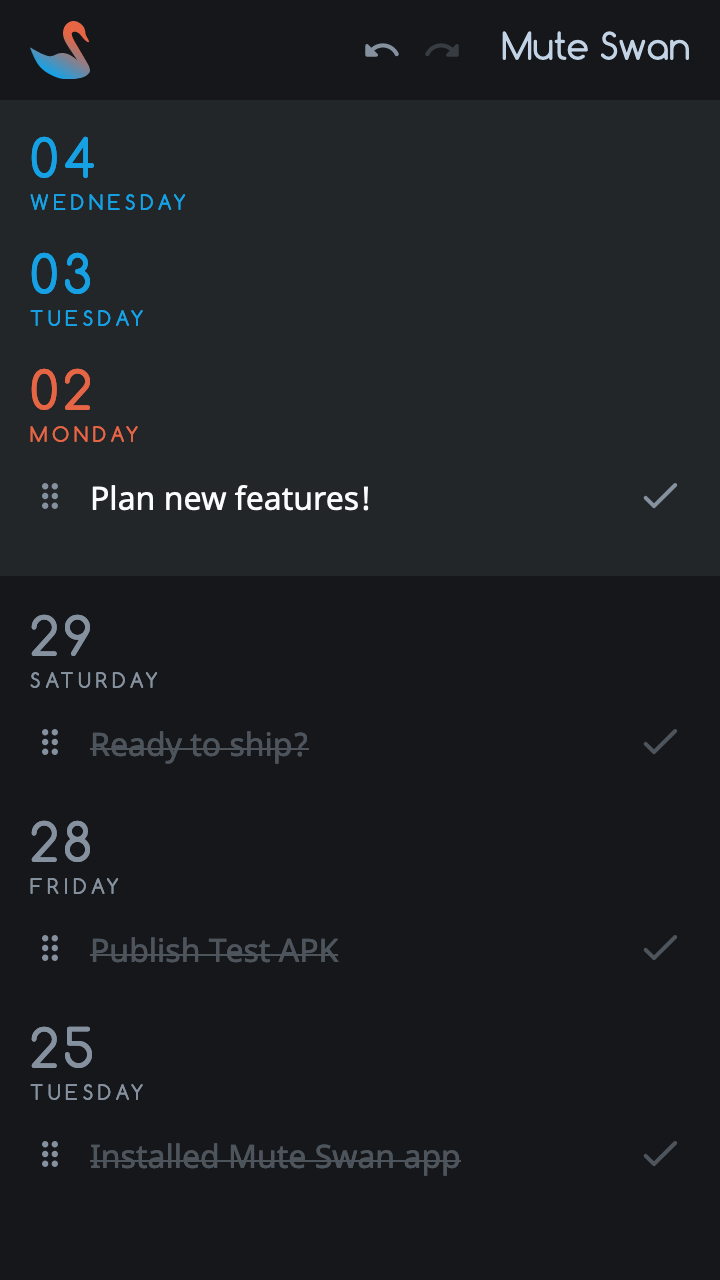 Mute Swan
04
WEDNESDAY
03
TUESDAY
02
MONDAY
Plan new features!
29
SATURDAY
Ready to ship?
28
FRIDAY
Publish Test APK
25
TUESDAY
Installed Mute Swan app